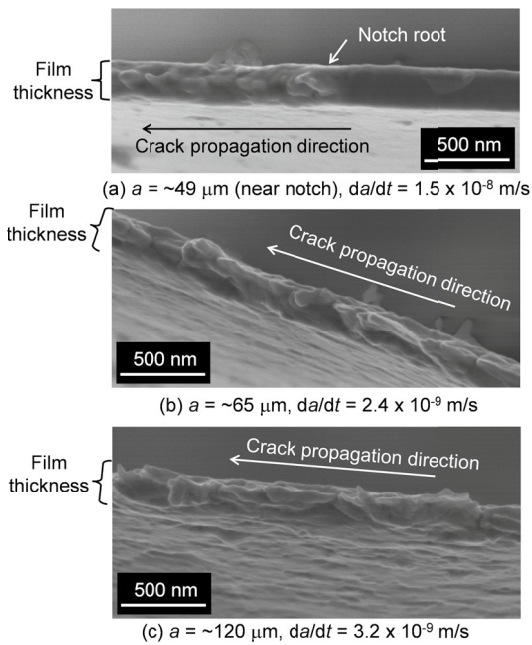 Notch root
Film
thickness
Crack propagation direction
500 nm
(a) a = ~49 μm (near notch), da/dt = 1.5 x 10⁻⁸ m/s
Film
thickness
Crack propagation direction
500 nm
(b) a = ~65 μm, da/dt = 2.4 x 10⁻⁹ m/s
Crack propagation direction
Film
thickness
500 nm
(c) a = ~120 μm, da/dt = 3.2 x 10⁻⁹ m/s